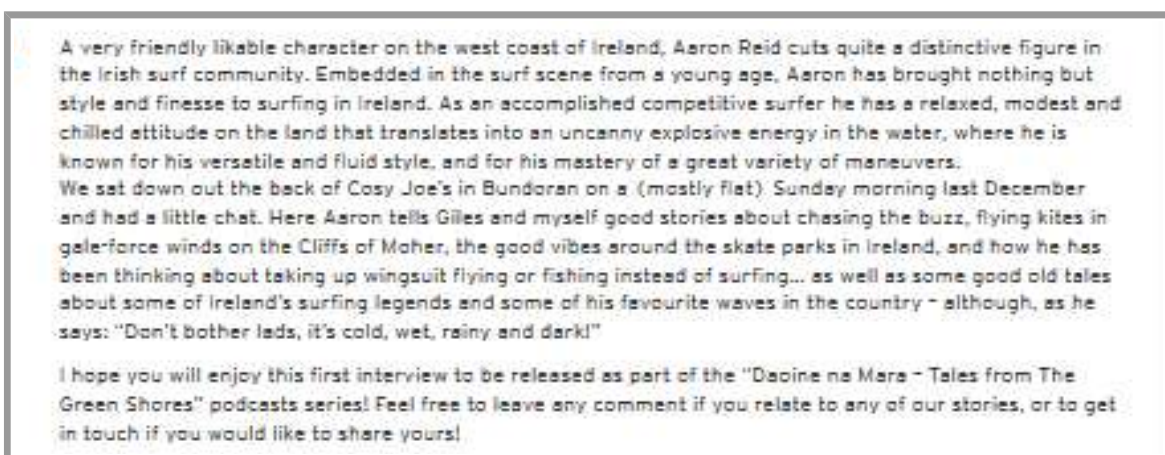 A very friendly likable character on the west coast of Ireland, Aaron Reid cuts quite a distinctive figure in
the Irish surf community. Embedded in the surf scene from a young age, Aaron has brought nothing but
style and finesse to surfing in Ireland. As an accomplished competitive surfer he has a relaxed, modest and
chilled attitude on the land that translates into an uncanny explosive energy in the water, where he is
known for his versatile and fluid style, and for his mastery of a great variety of maneuvers.
We sat down out the back of Cosy Joe's in Bundoran on a (mostly flat) Sunday morning last December
and had a little chat. Here Aaron tells Giles and myself good stories about chasing the buzz, flying kites in
gale-force winds on the Cliffs of Moher, the good vibes around the skate parks in Ireland, and how he has
been thinking about taking up wingsuit flying or fishing instead of surfing... as well as some good old tales
about some of Ireland's surfing legends and some of his favourite waves in the country – although, as he
says: “Don't bother lads, it's cold, wet, rainy and dark!”
I hope you will enjoy this first interview to be released as part of the “Daoine na Mara – Tales from The
Green Shores” podcasts series! Feel free to leave any comment if you relate to any of our stories, or to get
in touch if you would like to share yours!